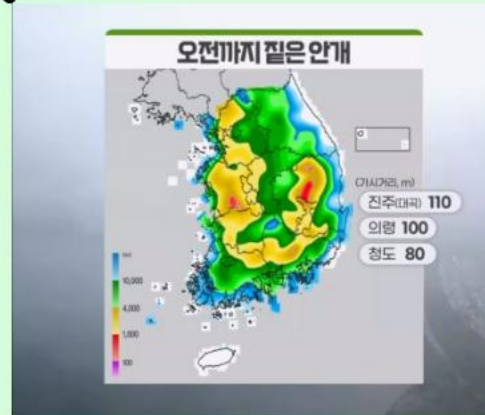 오전까지 짙은 안개
(가시거리, m)
진주(대곡) 110
의령 100
청도 80
10,000
4,000
1,000
100